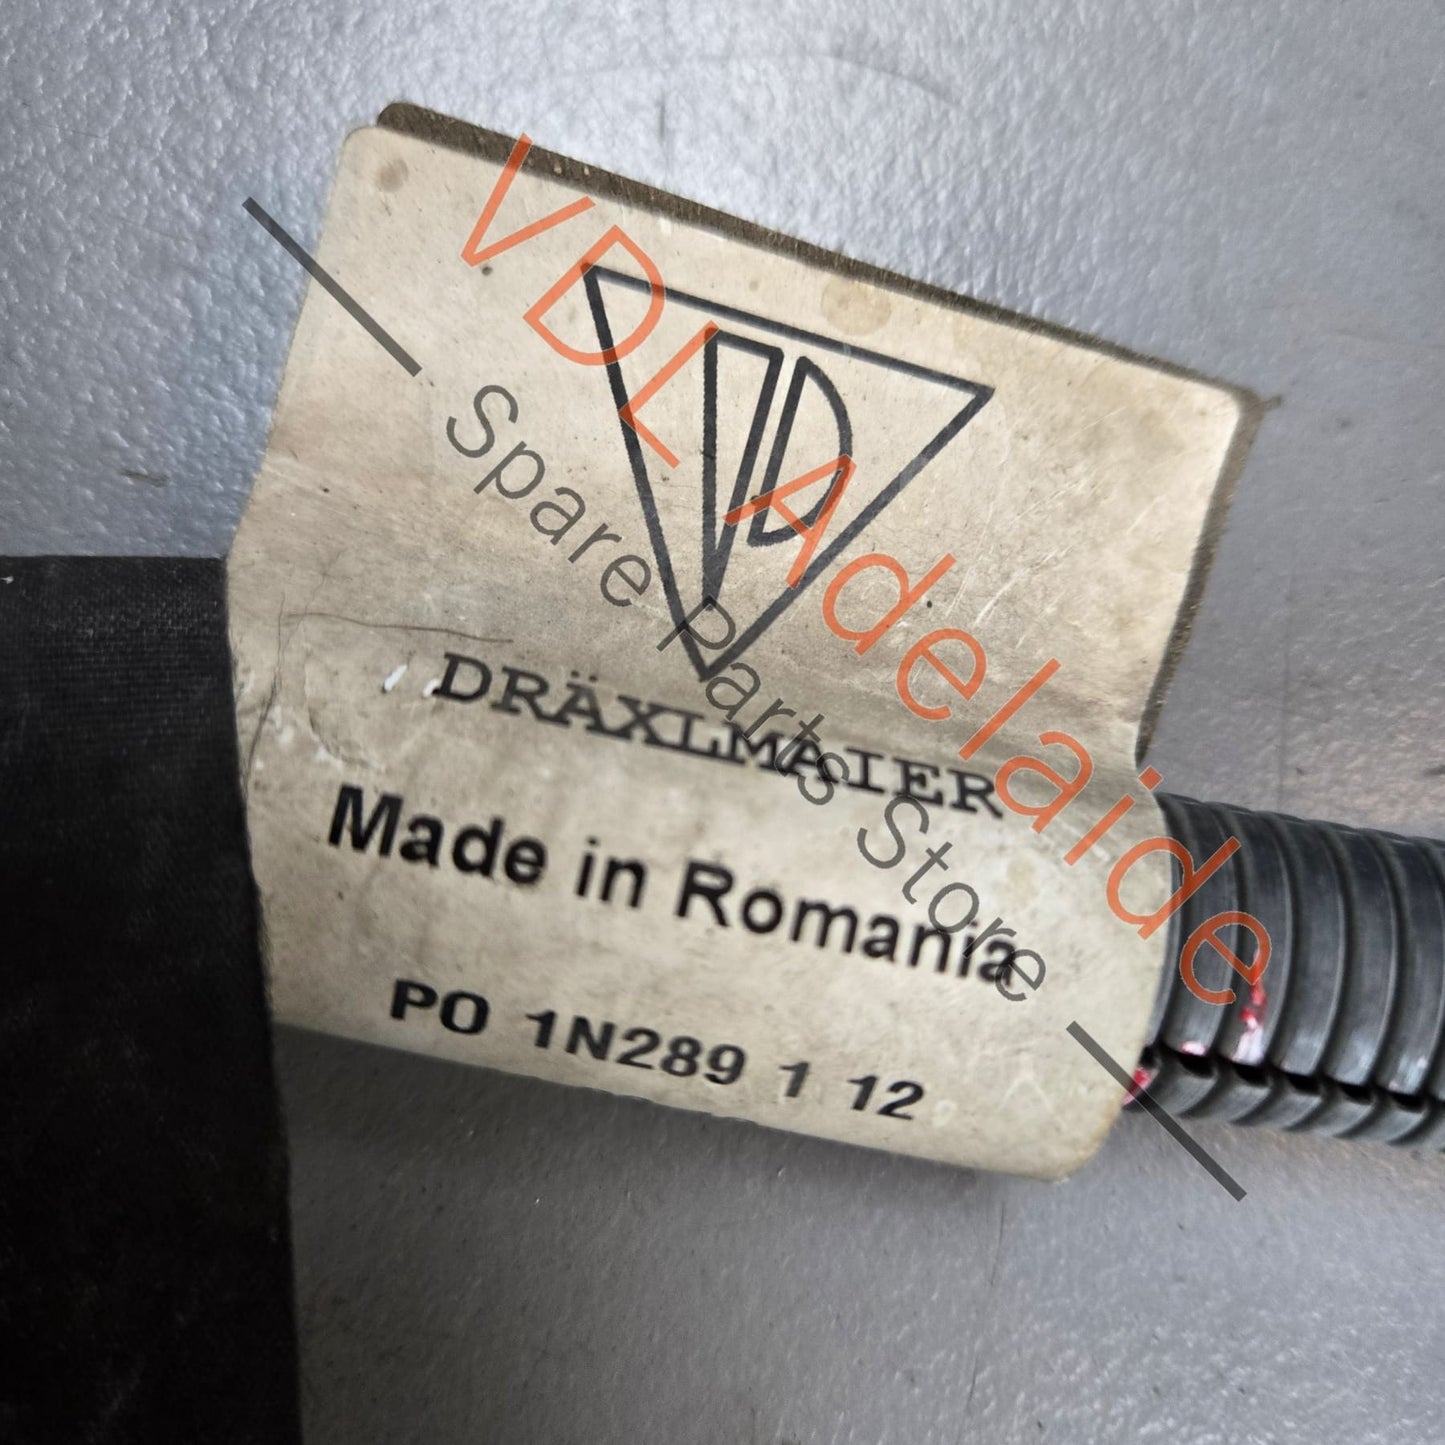 VDL Adelaide
Spare Parts Store
DRÄXLMAIER
Made in Romania
PO 1N289 1 12